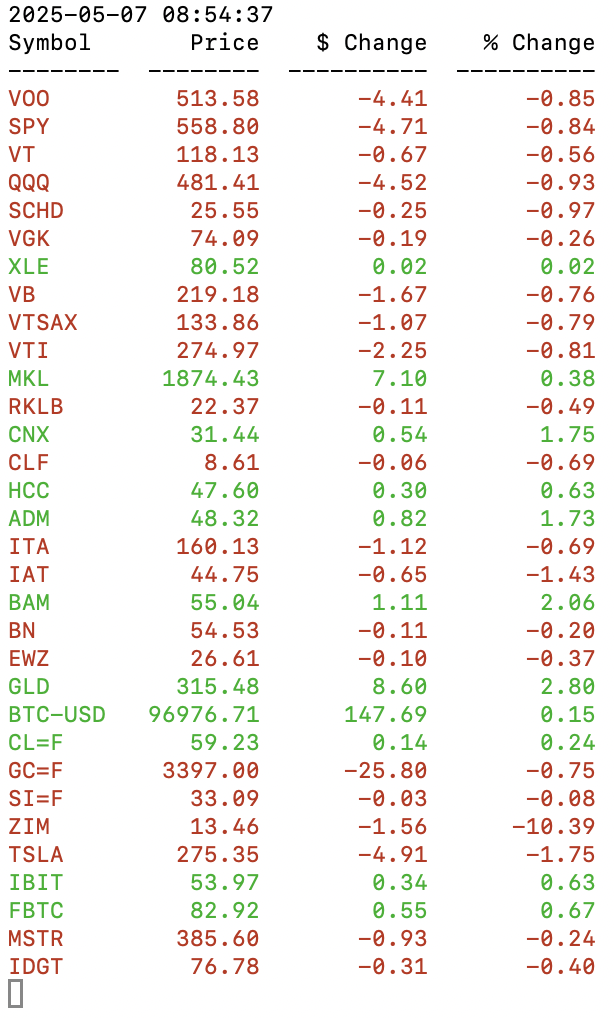 2025-05-07 08:54:37
Symbol       Price    $ Change    % Change
--------  --------  ----------  ----------
VOO         513.58       -4.41       -0.85
SPY         558.80       -4.71       -0.84
VT          118.13       -0.67       -0.56
QQQ         481.41       -4.52       -0.93
SCHD         25.55       -0.25       -0.97
VGK          74.09       -0.19       -0.26
XLE          80.52        0.02        0.02
VB          219.18       -1.67       -0.76
VTSAX       133.86       -1.07       -0.79
VTI         274.97       -2.25       -0.81
MKL        1874.43        7.10        0.38
RKLB         22.37       -0.11       -0.49
CNX          31.44        0.54        1.75
CLF           8.61       -0.06       -0.69
HCC          47.60        0.30        0.63
ADM          48.32        0.82        1.73
ITA         160.13       -1.12       -0.69
IAT          44.75       -0.65       -1.43
BAM          55.04        1.11        2.06
BN           54.53       -0.11       -0.20
EWZ          26.61       -0.10       -0.37
GLD         315.48        8.60        2.80
BTC-USD   96976.71      147.69        0.15
CL=F         59.23        0.14        0.24
GC=F       3397.00      -25.80       -0.75
SI=F         33.09       -0.03       -0.08
ZIM          13.46       -1.56      -10.39
TSLA        275.35       -4.91       -1.75
IBIT         53.97        0.34        0.63
FBTC         82.92        0.55        0.67
MSTR        385.60       -0.93       -0.24
IDGT         76.78       -0.31       -0.40